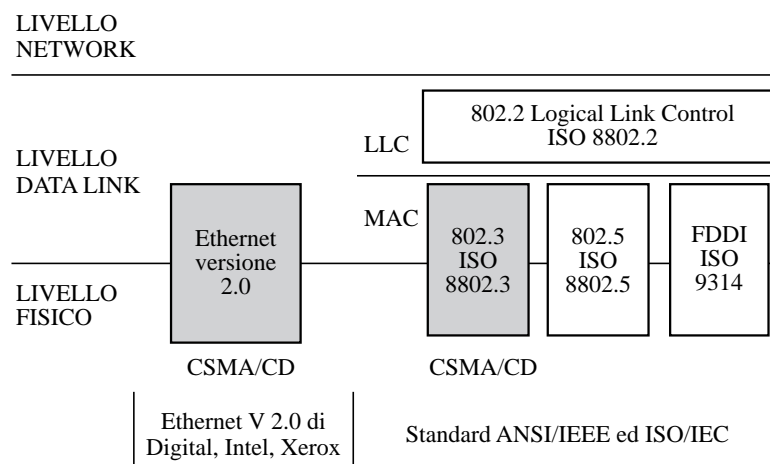 LIVELLO
NETWORK
802.2 Logical Link Control
ISO 8802.2
LLC
LIVELLO
DATA LINK
MAC
Ethernet
versione
2.0
802.3
ISO
8802.3
802.5
ISO
8802.5
FDDI
ISO
9314
LIVELLO
FISICO
CSMA/CD
CSMA/CD
Ethernet V 2.0 di
Digital, Intel, Xerox
Standard ANSI/IEEE ed ISO/IEC